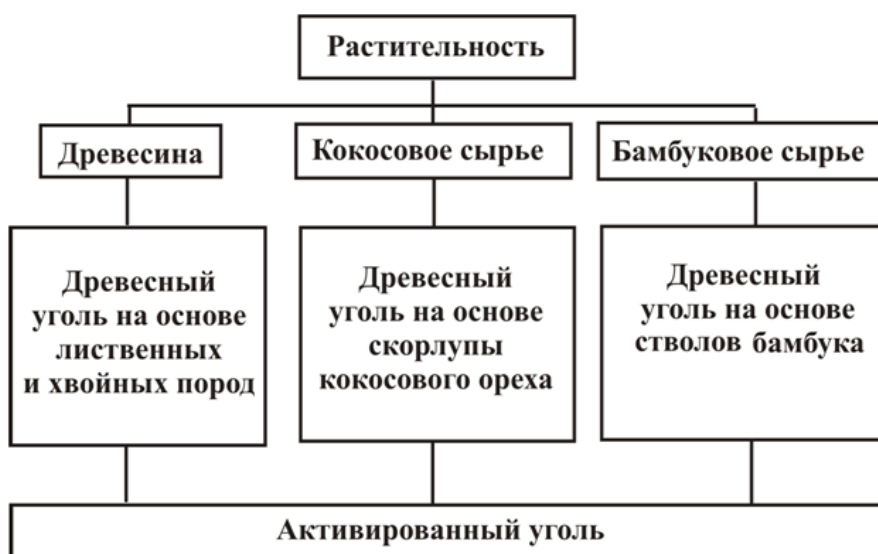 Растительность
Древесина
Кокосовое сырье
Бамбуковое сырье
Древесный
уголь на основе
лиственных
и хвойных пород
Древесный
уголь на основе
скорлупы
кокосового ореха
Древесный
уголь на основе
стволов бамбука
Активированный уголь